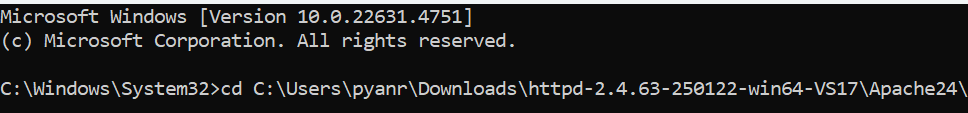 Microsoft Windows [Version 10.0.22631.4751]
(c) Microsoft Corporation. All rights reserved.
C:\Windows\System32>cd C:\Users\pyanr\Downloads\httpd-2.4.63-250122-win64-VS17\Apache24\